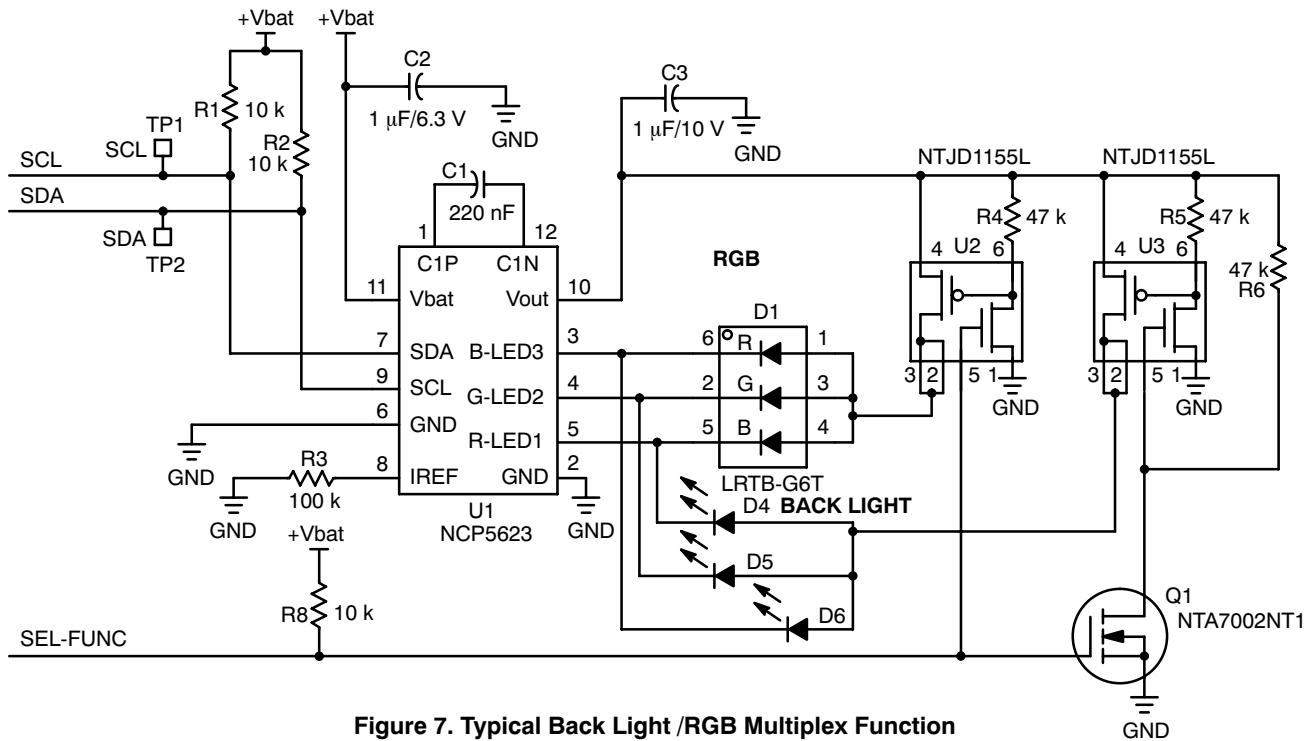 +Vbat
+Vbat
C2
1 μF/6.3 V
GND
C3
1 μF/10 V
GND
R1
10 k
R2
10 k
TP1
SCL
SCL
SDA
SDA
TP2
C1
220 nF
1
12
C1P
C1N
11
Vbat
Vout
10
7
SDA
B-LED3
3
9
SCL
G-LED2
4
6
GND
R-LED1
5
8
IREF
GND
2
GND
R3
100 k
GND
GND
U1
NCP5623
RGB
D1
6
R
1
2
G
3
5
B
4
LRTB-G6T
D4
BACK LIGHT
D5
D6
NTJD1155L
NTJD1155L
R4
47 k
4
U2
6
3
2
5
1
GND
R5
47 k
4
U3
6
3
2
5
1
GND
47 k
R6
+Vbat
R8
10 k
SEL-FUNC
Q1
NTA7002NT1
GND
Figure 7. Typical Back Light /RGB Multiplex Function